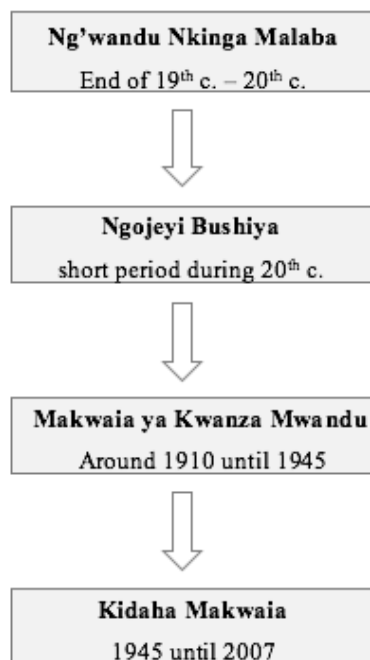 Ng’wandu Nkinga Malaba
End of 19th c. – 20th c.
Ngojeyi Bushiya
short period during 20th c.
Makwaia ya Kwanza Mwandu
Around 1910 until 1945
Kidaha Makwaia
1945 until 2007